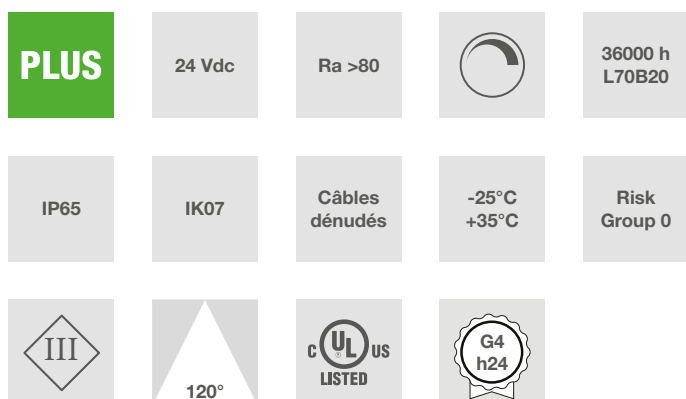 PLUS
24 Vdc
Ra >80
36000 h
L70B20
IP65
IK07
Câbles
dénudés
-25°C
+35°C
Risk
Group 0
III
120°
C UL® US
LISTED
G4
h24